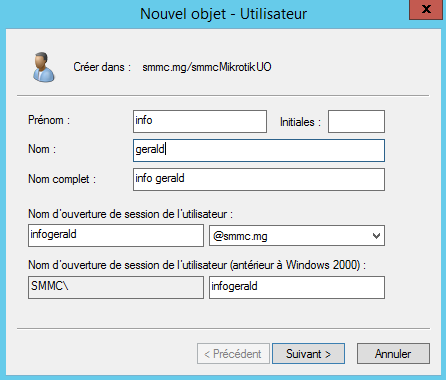 Nouvel objet - Utilisateur
x
Créer dans : smmc.mg/smmcMikrotikUO
Prénom : info Initiales :
Nom : gerald
Nom complet : info gerald
Nom d'ouverture de session de l'utilisateur :
infogerald @smmc.mg
Nom d'ouverture de session de l'utilisateur (antérieur à Windows 2000) :
SMMC\ infogerald
< Précédent Suivant > Annuler